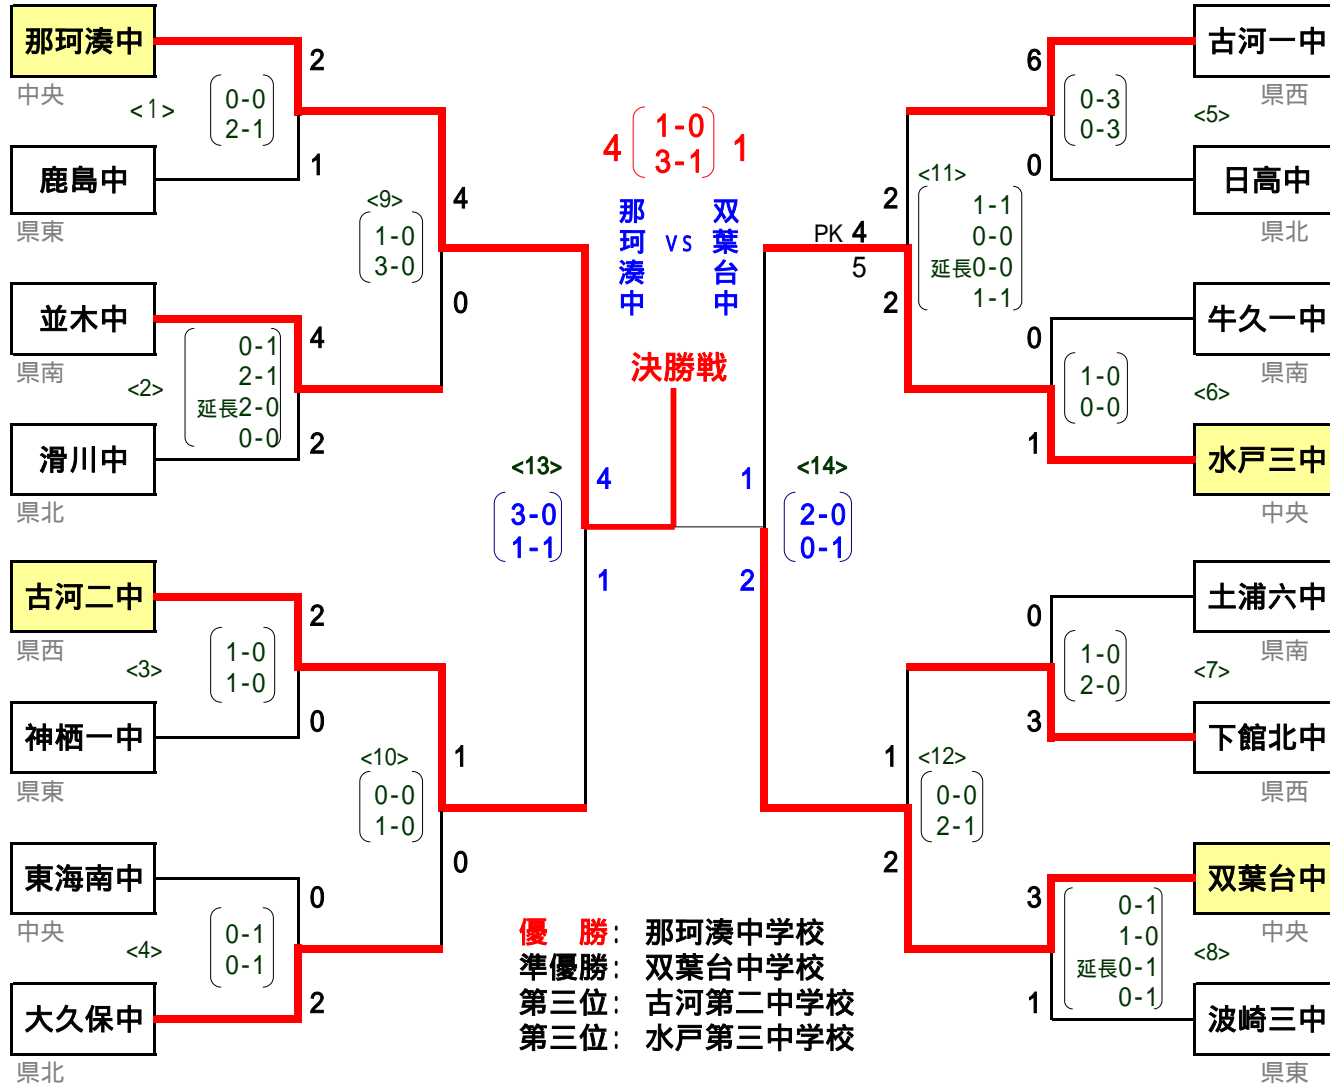 那珂湊中
中央
<1>
0-0
2-1
2
1
鹿島中
県東
<9>
1-0
3-0
4
0
並木中
県南
<2>
0-1
2-1
延長2-0
0-0
4
2
滑川中
県北
<13>
3-0
1-1
4
1
古河二中
県西
<3>
1-0
1-0
2
0
神栖一中
県東
<10>
0-0
1-0
1
0
東海南中
中央
<4>
0-1
0-1
0
2
大久保中
県北
4
1-0
3-1
1
那珂湊中
vs
双葉台中
決勝戦
古河一中
県西
6
0-3
0-3
<5>
0
日高中
県北
2
<11>
1-1
0-0
延長0-0
1-1
PK 4
5
2
牛久一中
県南
0
1-0
0-0
<6>
1
水戸三中
中央
1
<14>
2-0
0-1
2
土浦六中
県南
0
1-0
2-0
<7>
3
下館北中
県西
1
<12>
0-0
2-1
2
双葉台中
中央
3
0-1
1-0
延長0-1
0-1
<8>
1
波崎三中
県東
優　勝： 那珂湊中学校
準優勝： 双葉台中学校
第三位： 古河第二中学校
第三位： 水戸第三中学校